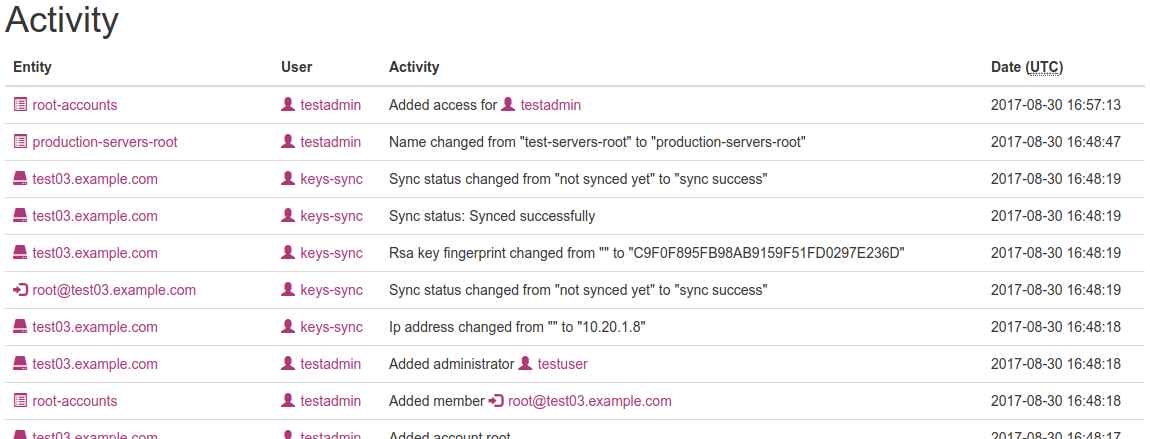 Activity
Entity User Activity Date (UTC)
root-accounts testadmin Added access for testadmin 2017-08-30 16:57:13
production-servers-root testadmin Name changed from "test-servers-root" to "production-servers-root" 2017-08-30 16:48:47
test03.example.com keys-sync Sync status changed from "not synced yet" to "sync success" 2017-08-30 16:48:19
test03.example.com keys-sync Sync status: Synced successfully 2017-08-30 16:48:19
test03.example.com keys-sync Rsa key fingerprint changed from "" to "C9F0F895FB98AB9159F51FD0297E236D" 2017-08-30 16:48:19
root@test03.example.com keys-sync Sync status changed from "not synced yet" to "sync success" 2017-08-30 16:48:19
test03.example.com keys-sync Ip address changed from "" to "10.20.1.8" 2017-08-30 16:48:18
test03.example.com testadmin Added administrator testuser 2017-08-30 16:48:18
root-accounts testadmin Added member root@test03.example.com 2017-08-30 16:48:18
test03.example.com testadmin Added account root 2017-08-30 16:48:17